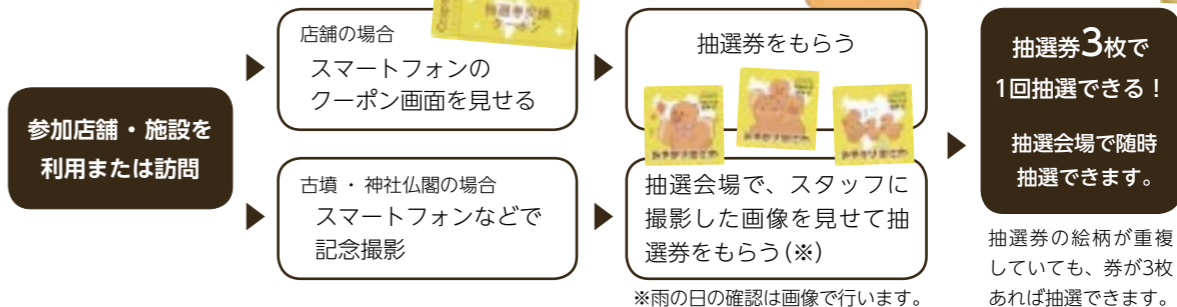 参加店舗・施設を
利用または訪問
店舗の場合
スマートフォンの
クーポン画面を見せる
古墳・神社仏閣の場合
スマートフォンなどで
記念撮影
抽選券をもらう
抽選会場で、スタッフに
撮影した画像を見せて抽
選券をもらう(※)
※雨の日の確認は画像で行います。
抽選券3枚で
1回抽選できる!
抽選会場で随時
抽選できます。
抽選券の絵柄が重複
していても、券が3枚
あれば抽選できます。